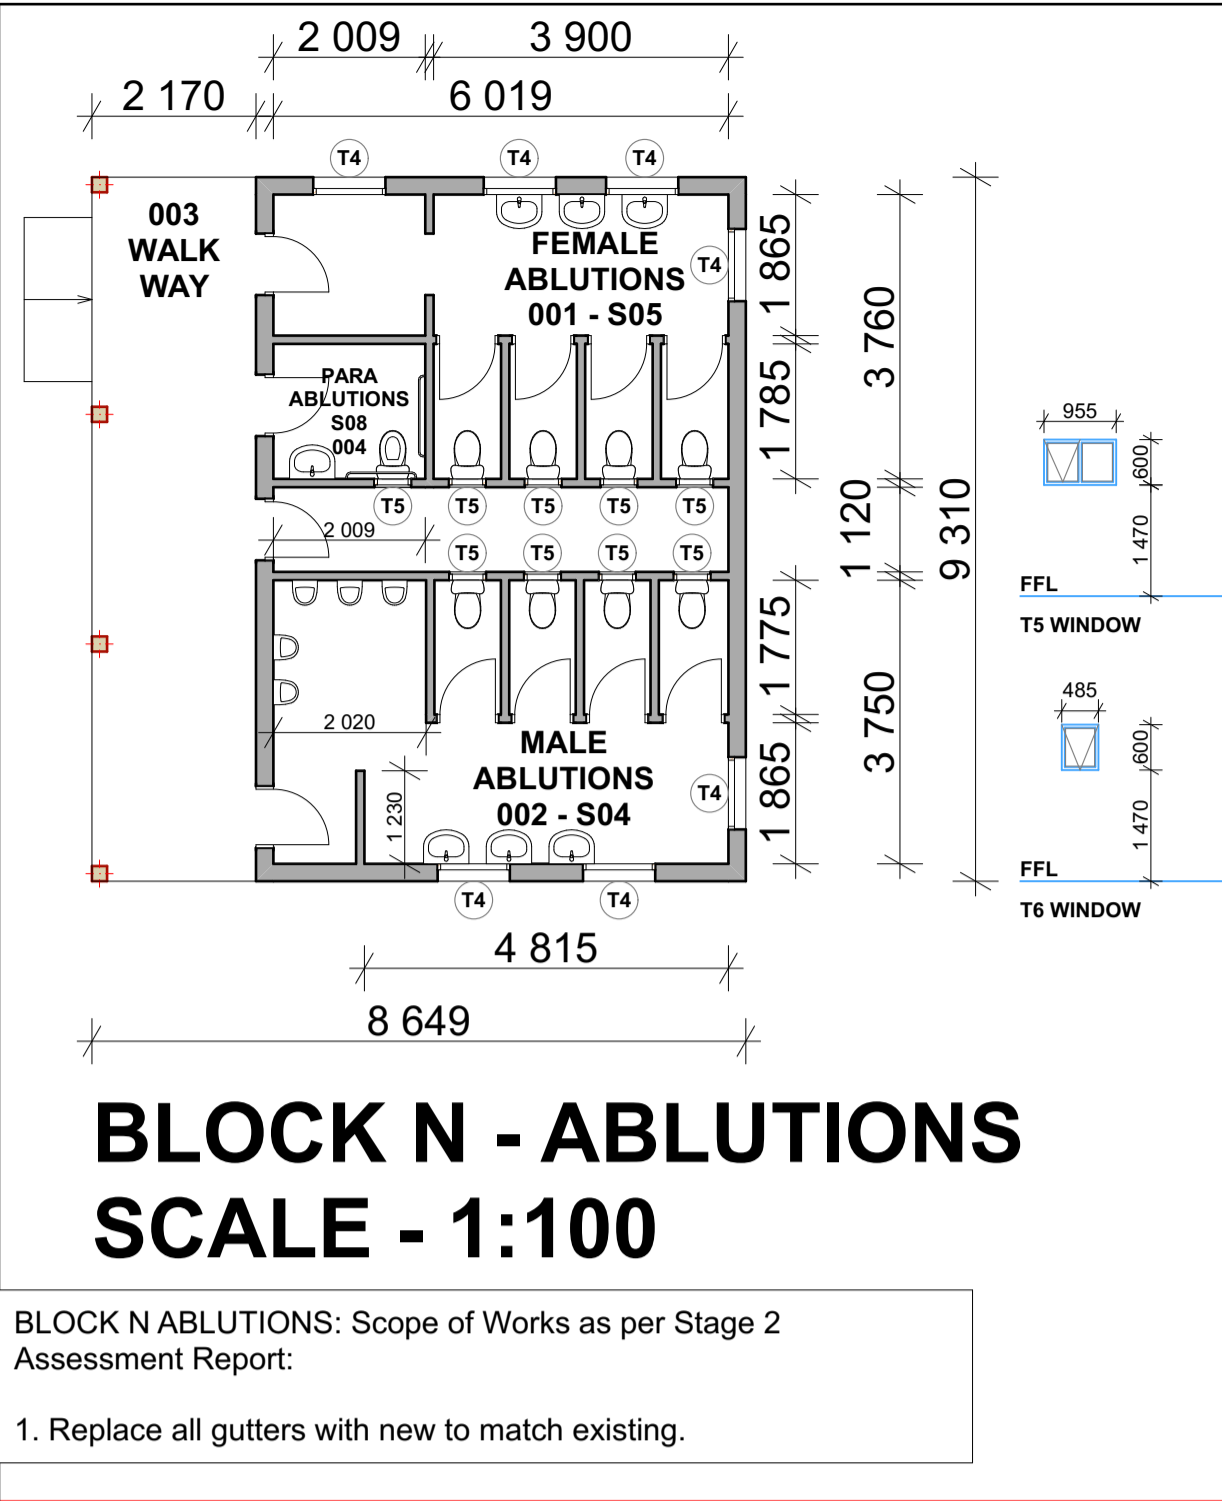 2 009
3 900
2 170
6 019
T4
T4
T4
003
WALK
WAY
FEMALE
ABLUTIONS
001 - S05
T4
1 865
3 760
PARA
ABLUTIONS
S08
004
1 785
955
600
1 470
FFL
T5 WINDOW
T5
T5
T5
T5
T5
2 009
T5
T5
T5
T5
1 120
9 310
1 775
3 750
2 020
MALE
ABLUTIONS
002 - S04
T4
1 230
1 865
485
600
1 470
FFL
T6 WINDOW
T4
T4
4 815
8 649
BLOCK N - ABLUTIONS
SCALE - 1:100
BLOCK N ABLUTIONS: Scope of Works as per Stage 2
Assessment Report:
1. Replace all gutters with new to match existing.